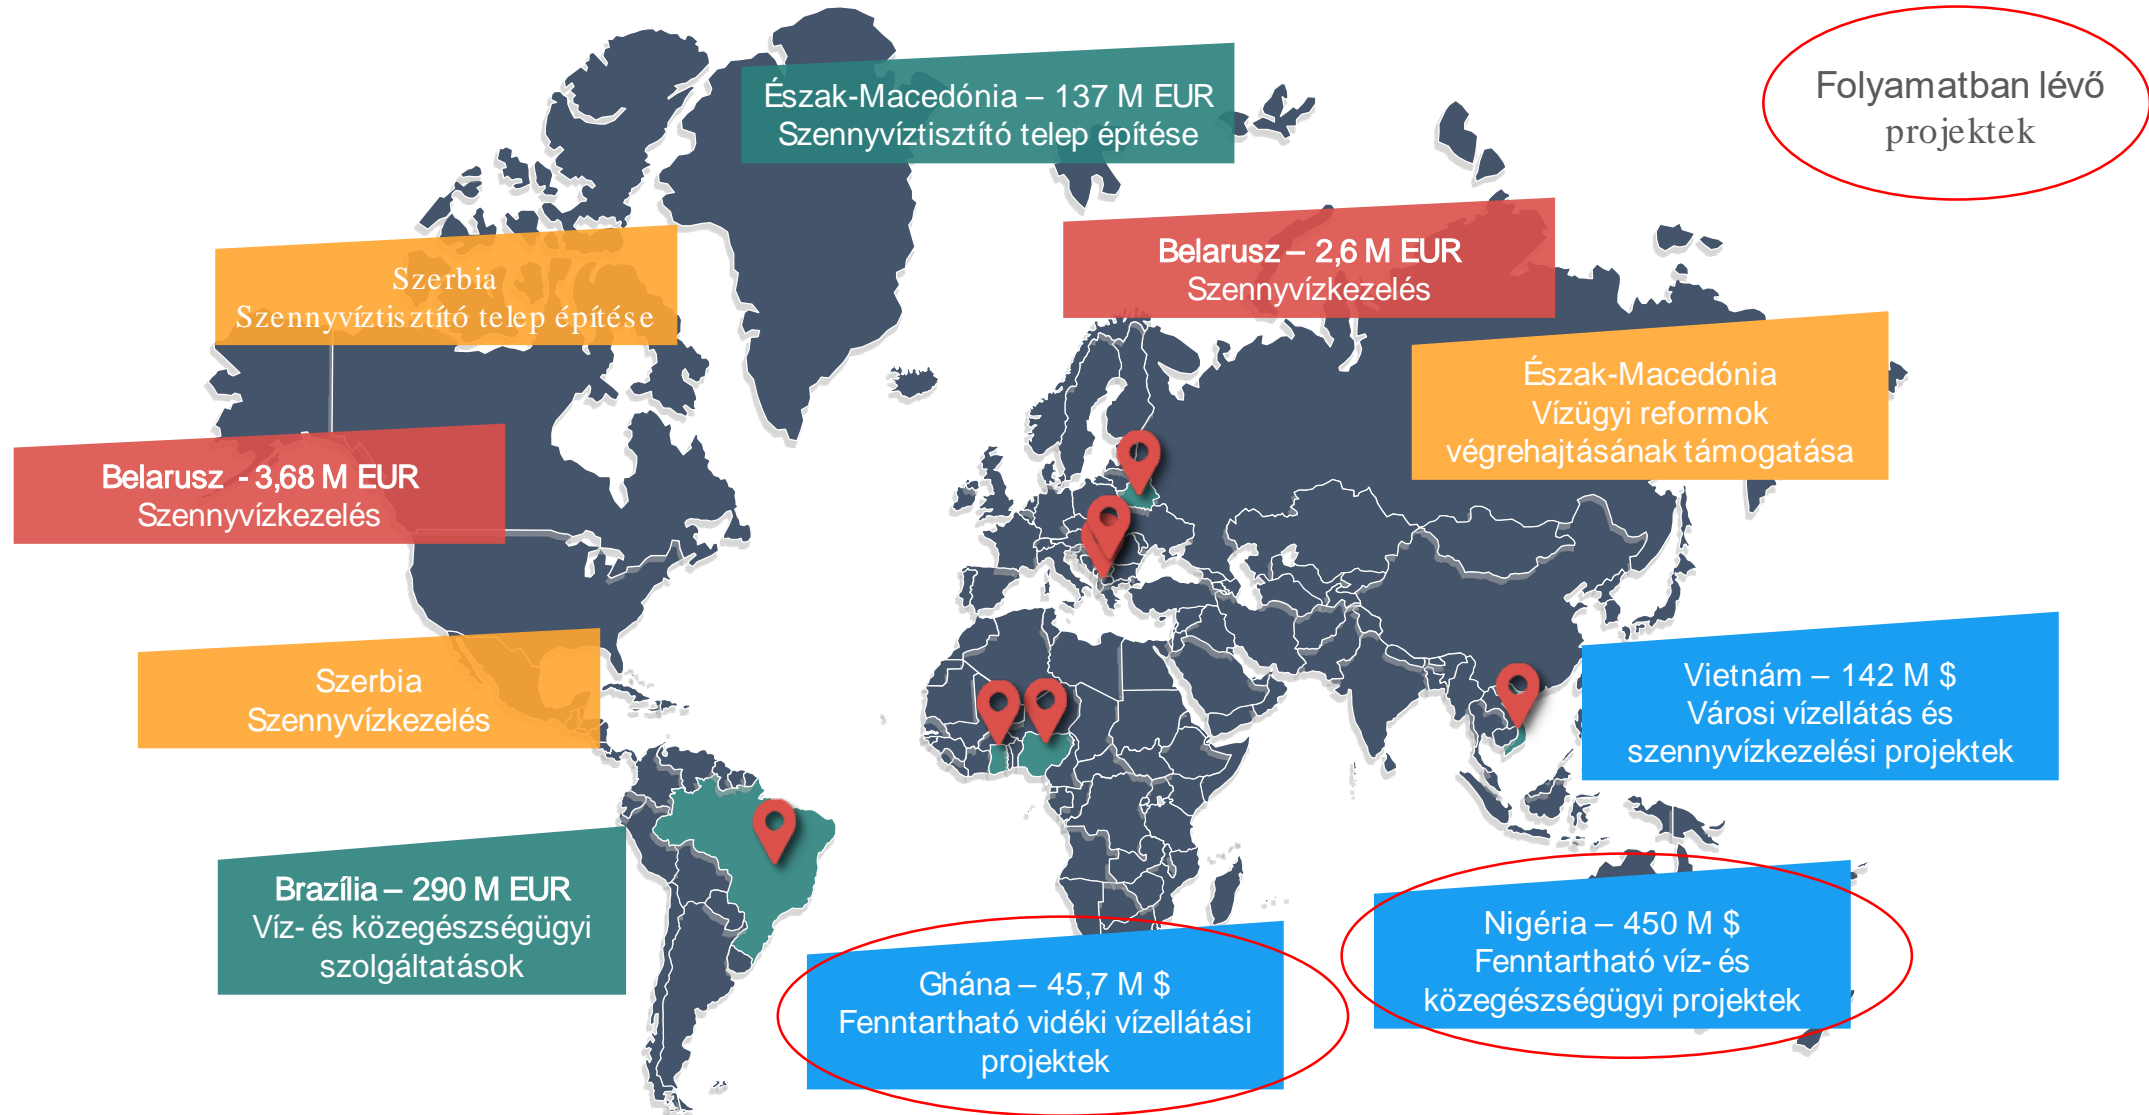 Észak-Macedónia – 137 M EUR
Szennyvíztisztító telep építése
Folyamatban lévő
projektek
Szerbia
Szennyvíztisztító telep építése
Belarusz – 2,6 M EUR
Szennyvízkezelés
Észak-Macedónia
Vízügyi reformok
végrehajtásának támogatása
Belarusz - 3,68 M EUR
Szennyvízkezelés
Szerbia
Szennyvízkezelés
Vietnám – 142 M $
Városi vízellátás és
szennyvízkezelési projektek
Brazília – 290 M EUR
Víz- és közegészségügyi
szolgáltatások
Ghána – 45,7 M $
Fenntartható vidéki vízellátási
projektek
Nigéria – 450 M $
Fenntartható víz- és
közegészségügyi projektek